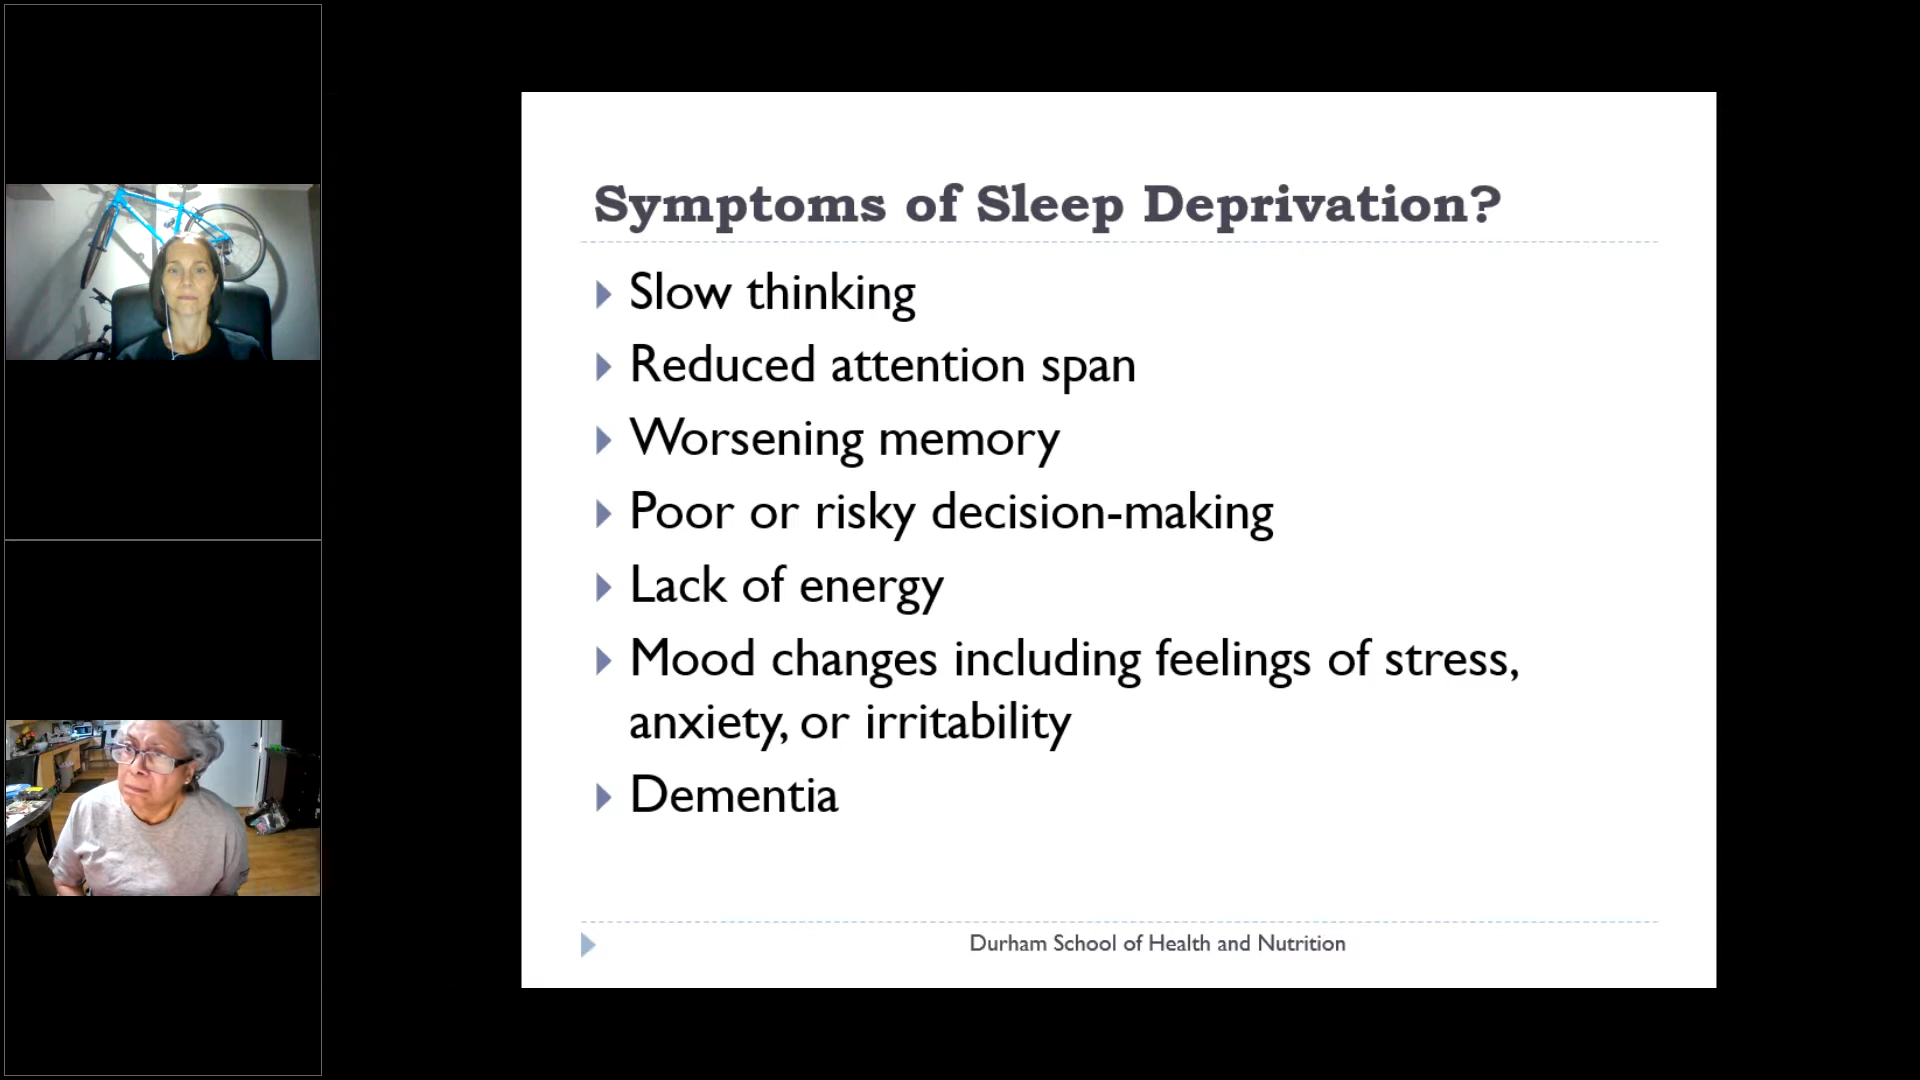 Symptoms of Sleep Deprivation?
Slow thinking
Reduced attention span
Worsening memory
Poor or risky decision-making
Lack of energy
Mood changes including feelings of stress,
anxiety, or irritability
Dementia
Durham School of Health and Nutrition